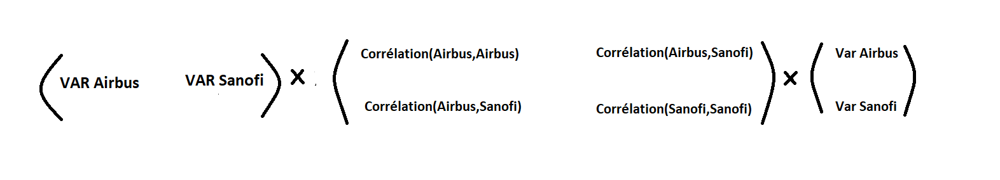 Corrélation(Airbus,Airbus) Corrélation(Airbus,Sanofi) Var Airbus
VAR Airbus VAR Sanofi × ×
Corrélation(Airbus,Sanofi) Corrélation(Sanofi,Sanofi) Var Sanofi